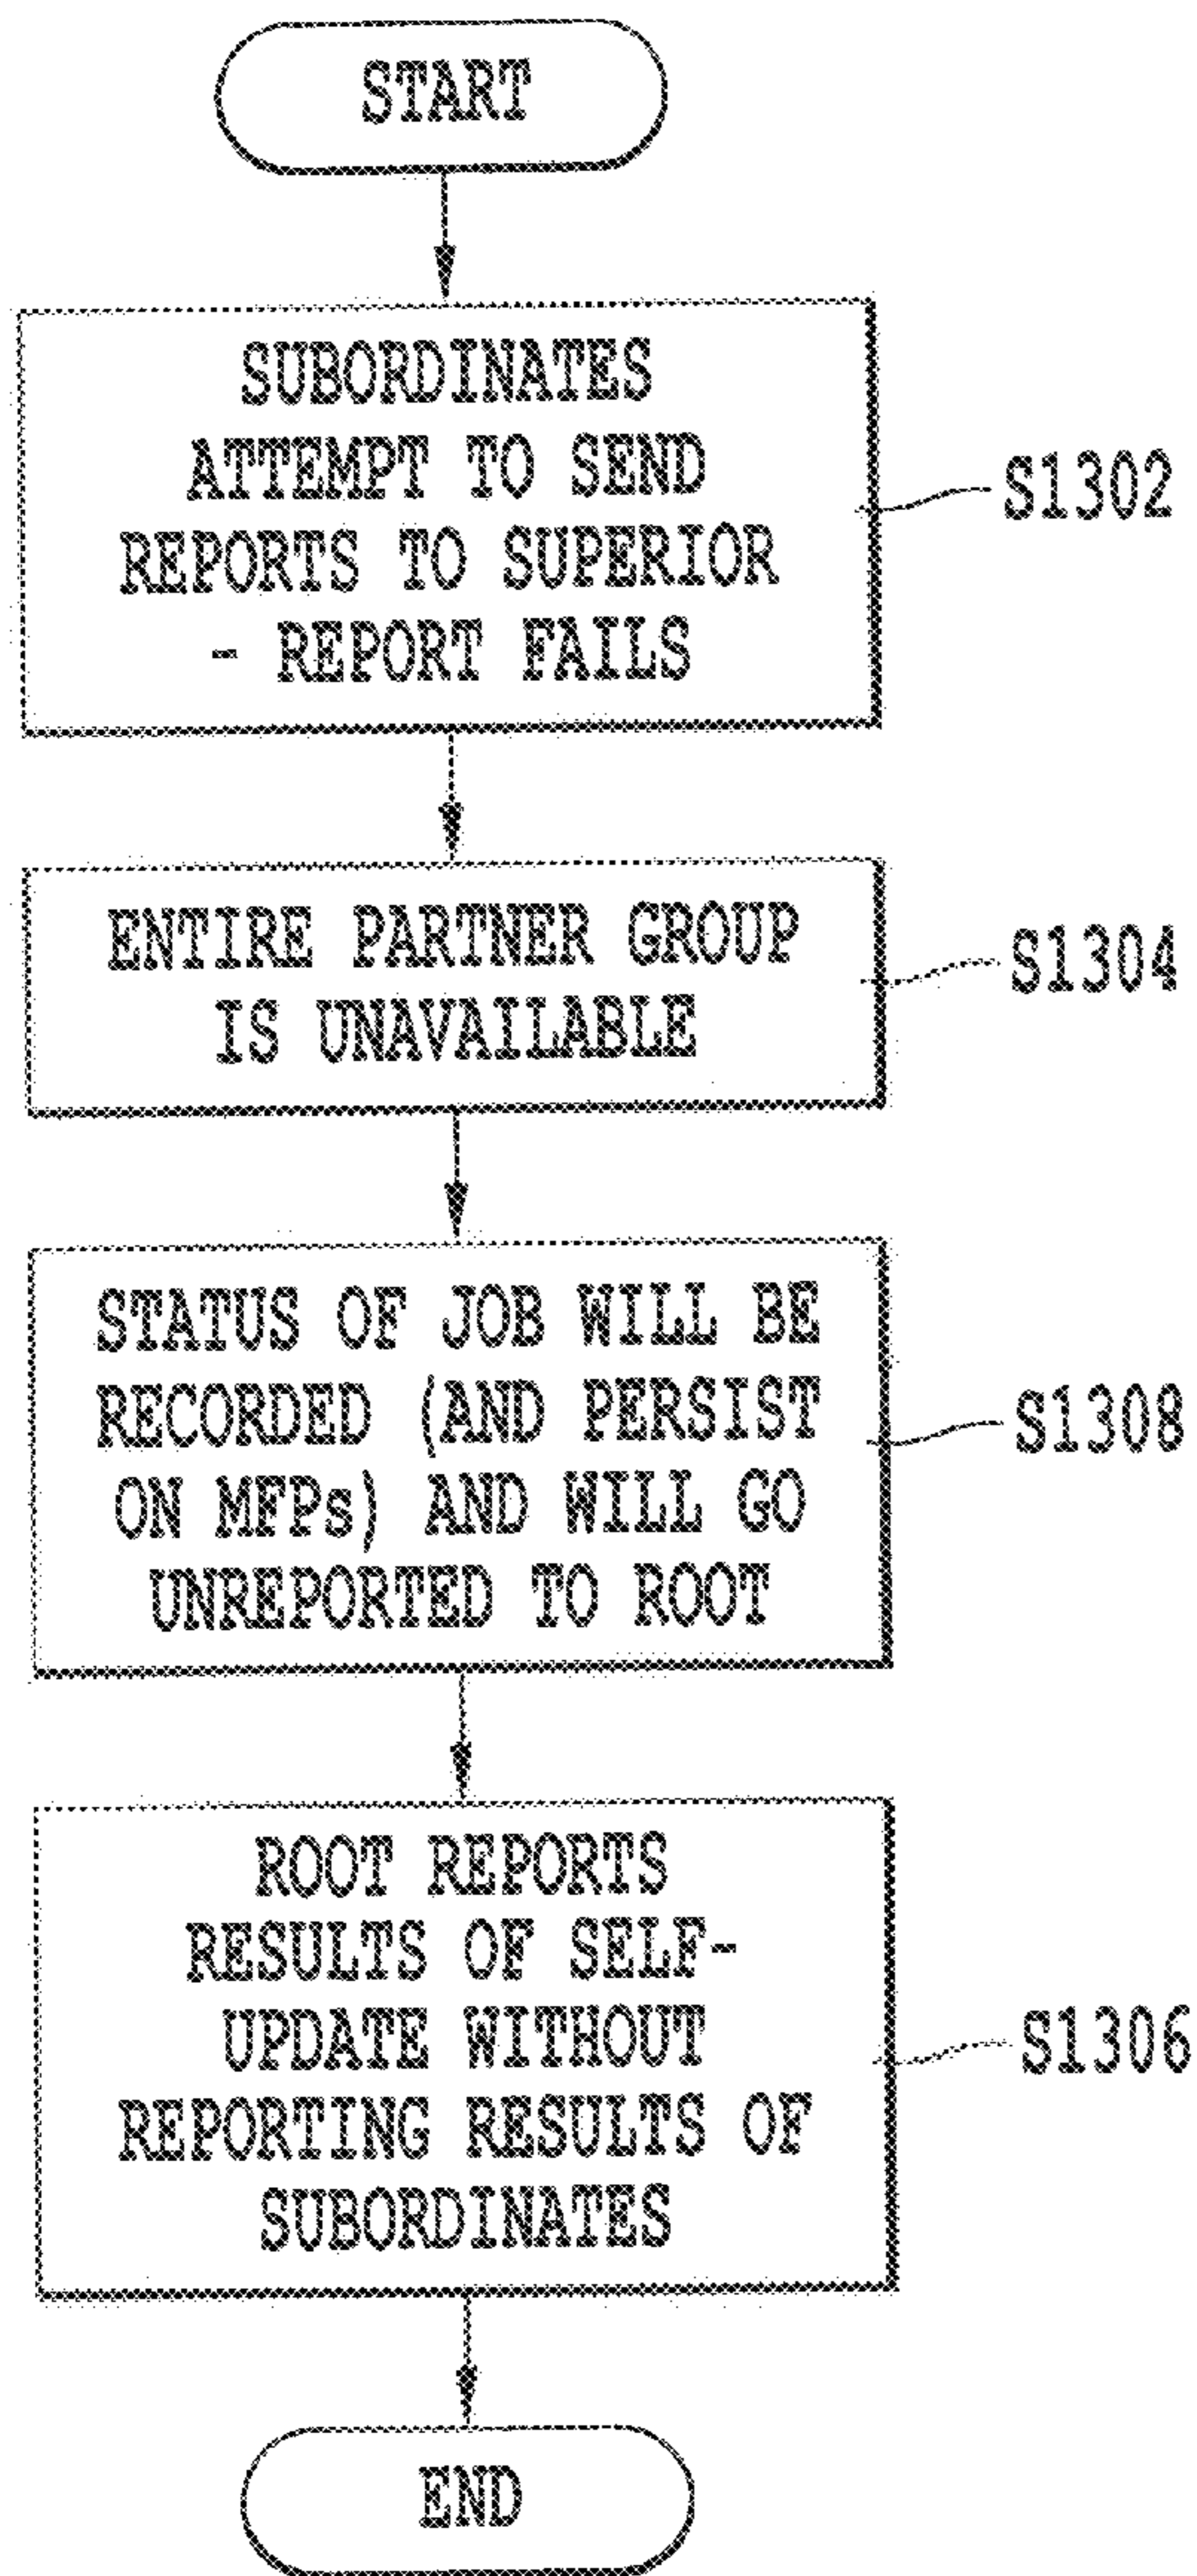 START
SUBORDINATES
ATTEMPT TO SEND
REPORTS TO SUPERIOR
- REPORT FAILS
S1302
ENTIRE PARTNER GROUP
IS UNAVAILABLE
S1304
STATUS OF JOB WILL BE
RECORDED (AND PERSIST
ON MFPs) AND WILL GO
UNREPORTED TO ROOT
S1308
ROOT REPORTS
RESULTS OF SELF-
UPDATE WITHOUT
REPORTING RESULTS OF
SUBORDINATES
S1306
END